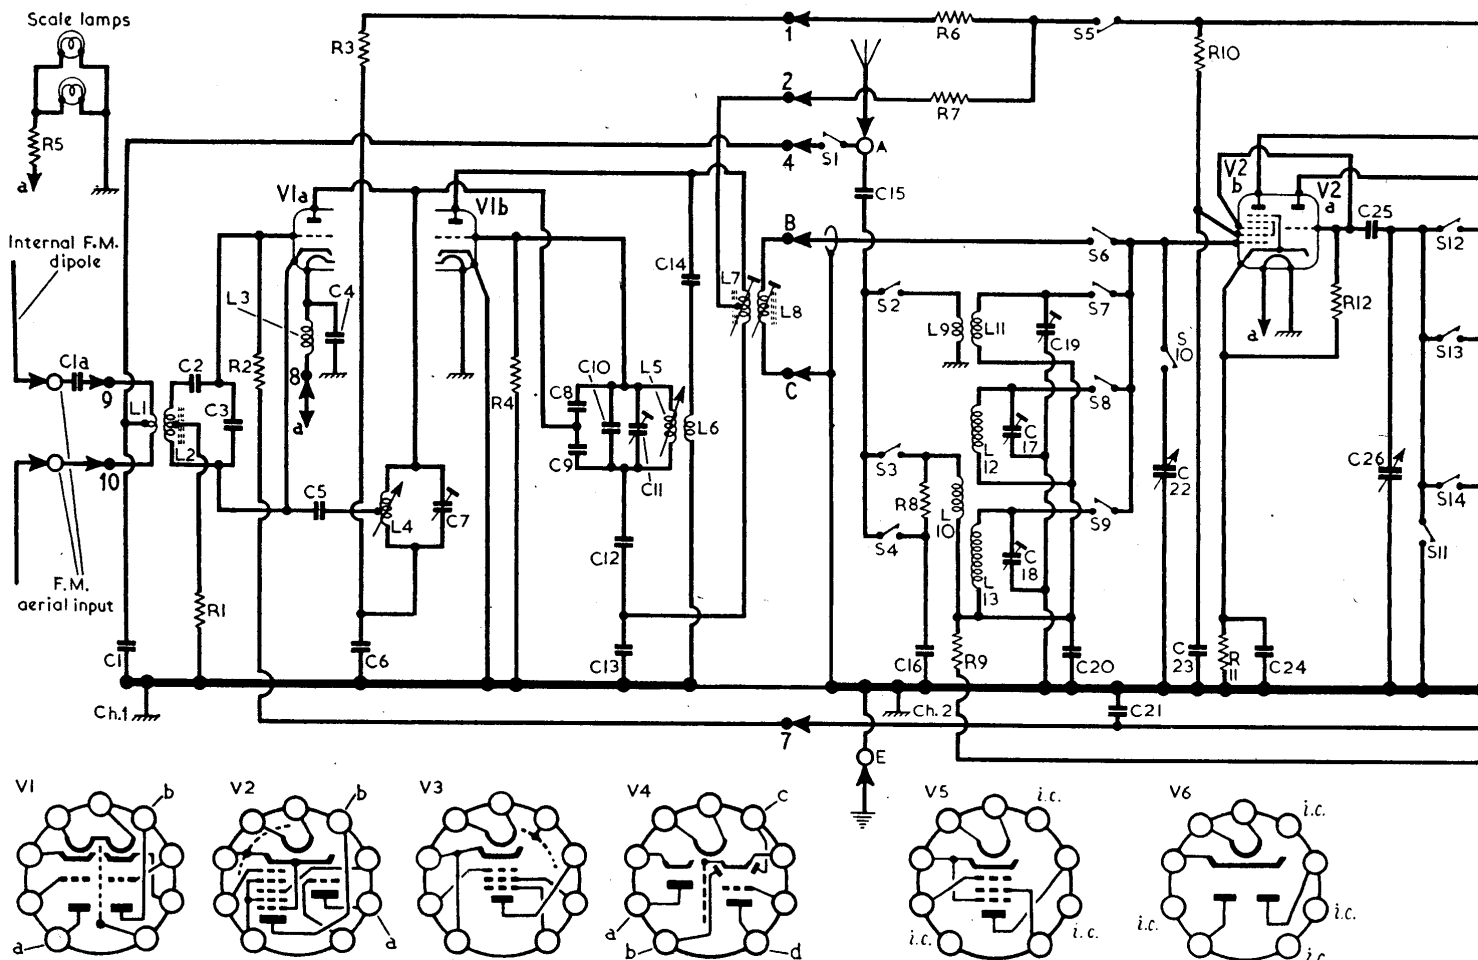 Scale lamps
R3
1
R6
S5
R10
2
R7
R5
a
4
S1
A
V1a
V1b
C15
V2
b
V2
a
C25
Internal F.M.
dipole
B
S6
S12
C14
L7
L8
L3
C4
S2
L9
L11
S7
C19
R12
S
10
a
S13
C1a
9
C2
R2
8
a
R4
C10
L5
C8
C
S8
L1
C3
L2
L6
C9
C11
L
12
C
17
10
S3
C
22
C26
C5
L4
C7
R8
L
10
S14
S9
S4
S11
C12
L
13
C
18
F.M.
aerial input
R1
C1
C6
C13
C16
R9
C20
C
23
R
11
C24
Ch.1
Ch.2
C21
7
E
V1
b
V2
b
V3
V4
c
V5
i.c.
V6
i.c.
a
a
a
b
d
i.c.
i.c.
i.c.
i.c.
i.c.